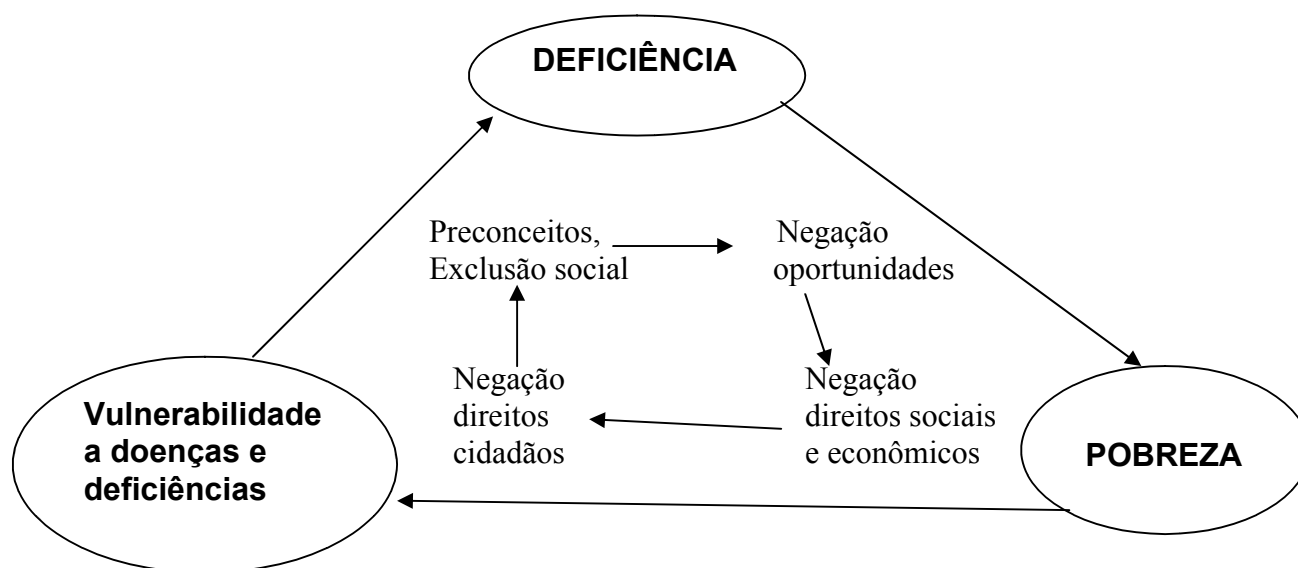 DEFICIÊNCIA
Preconceitos,
Exclusão social
Negação
oportunidades
Negação
direitos
cidadãos
Negação
direitos sociais
e econômicos
Vulnerabilidade
a doenças e
deficiências
POBREZA